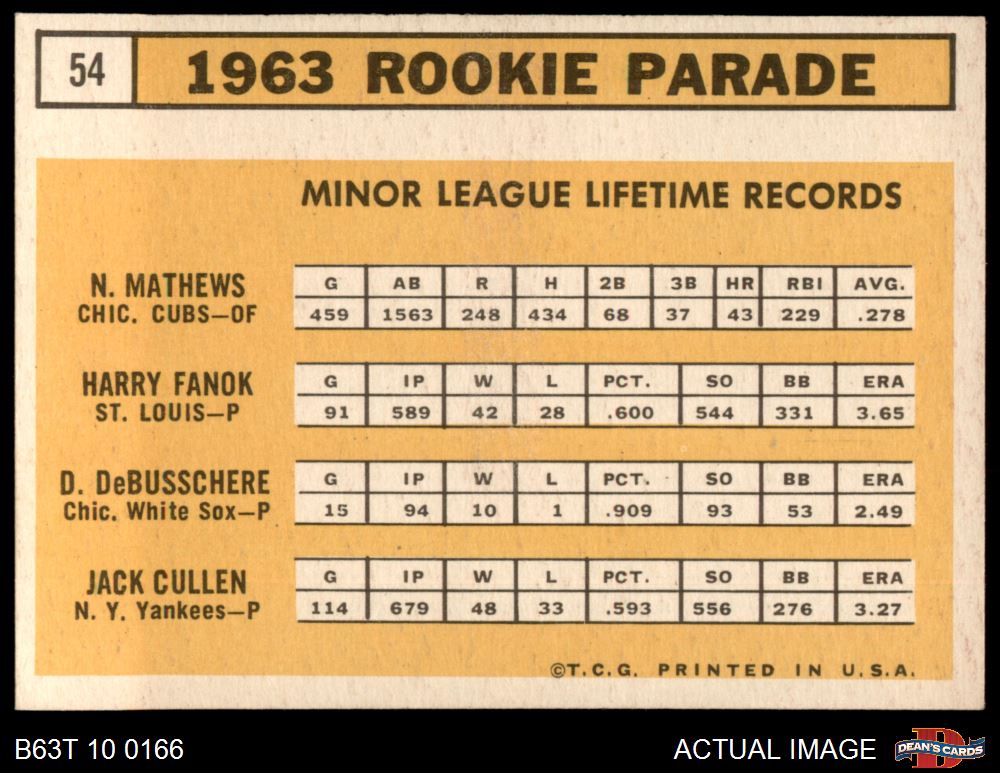 54 1963 ROOKIE PARADE
MINOR LEAGUE LIFETIME RECORDS
N. MATHEWS
CHIC. CUBS—OF
G AB R H 2B 3B HR RBI AVG.
459 1563 248 434 68 37 43 229 .278
HARRY FANOK
ST. LOUIS—P
G IP W L PCT. SO BB ERA
91 589 42 28 .600 544 331 3.65
D. DeBUSSCHERE
Chic. White Sox—P
G IP W L PCT. SO BB ERA
15 94 10 1 .909 93 53 2.49
JACK CULLEN
N. Y. Yankees—P
G IP W L PCT. SO BB ERA
114 679 48 33 .593 556 276 3.27
©T.C.G. PRINTED IN U.S.A.
B63T 10 0166 ACTUAL IMAGE DEAN'S CARDS